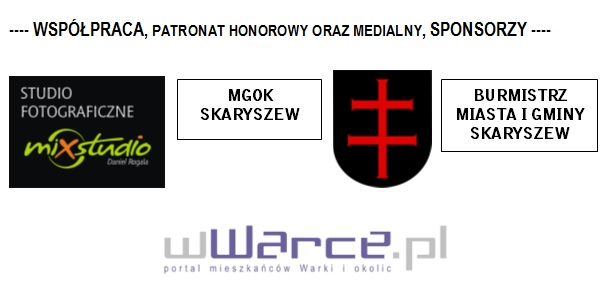 ---- WSPÓŁPRACA, PATRONAT HONOROWY ORAZ MEDIALNY, SPONSORZY ----
STUDIO
FOTOGRAFICZNE
miXstudio
Daniel Rogala
MGOK
SKARYSZEW
BURMISTRZ
MIASTA I GMINY
SKARYSZEW
wWarce.pl
portal mieszkańców Warki i okolic